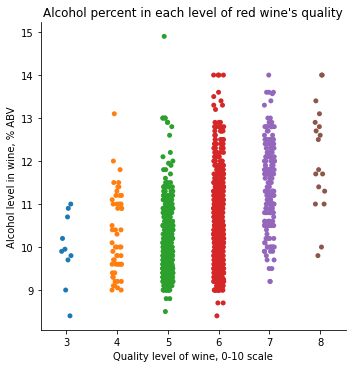 Alcohol percent in each level of red wine's quality
15
14
13
12
11
10
9
Alcohol level in wine, % ABV
3 4 5 6 7 8
Quality level of wine, 0-10 scale